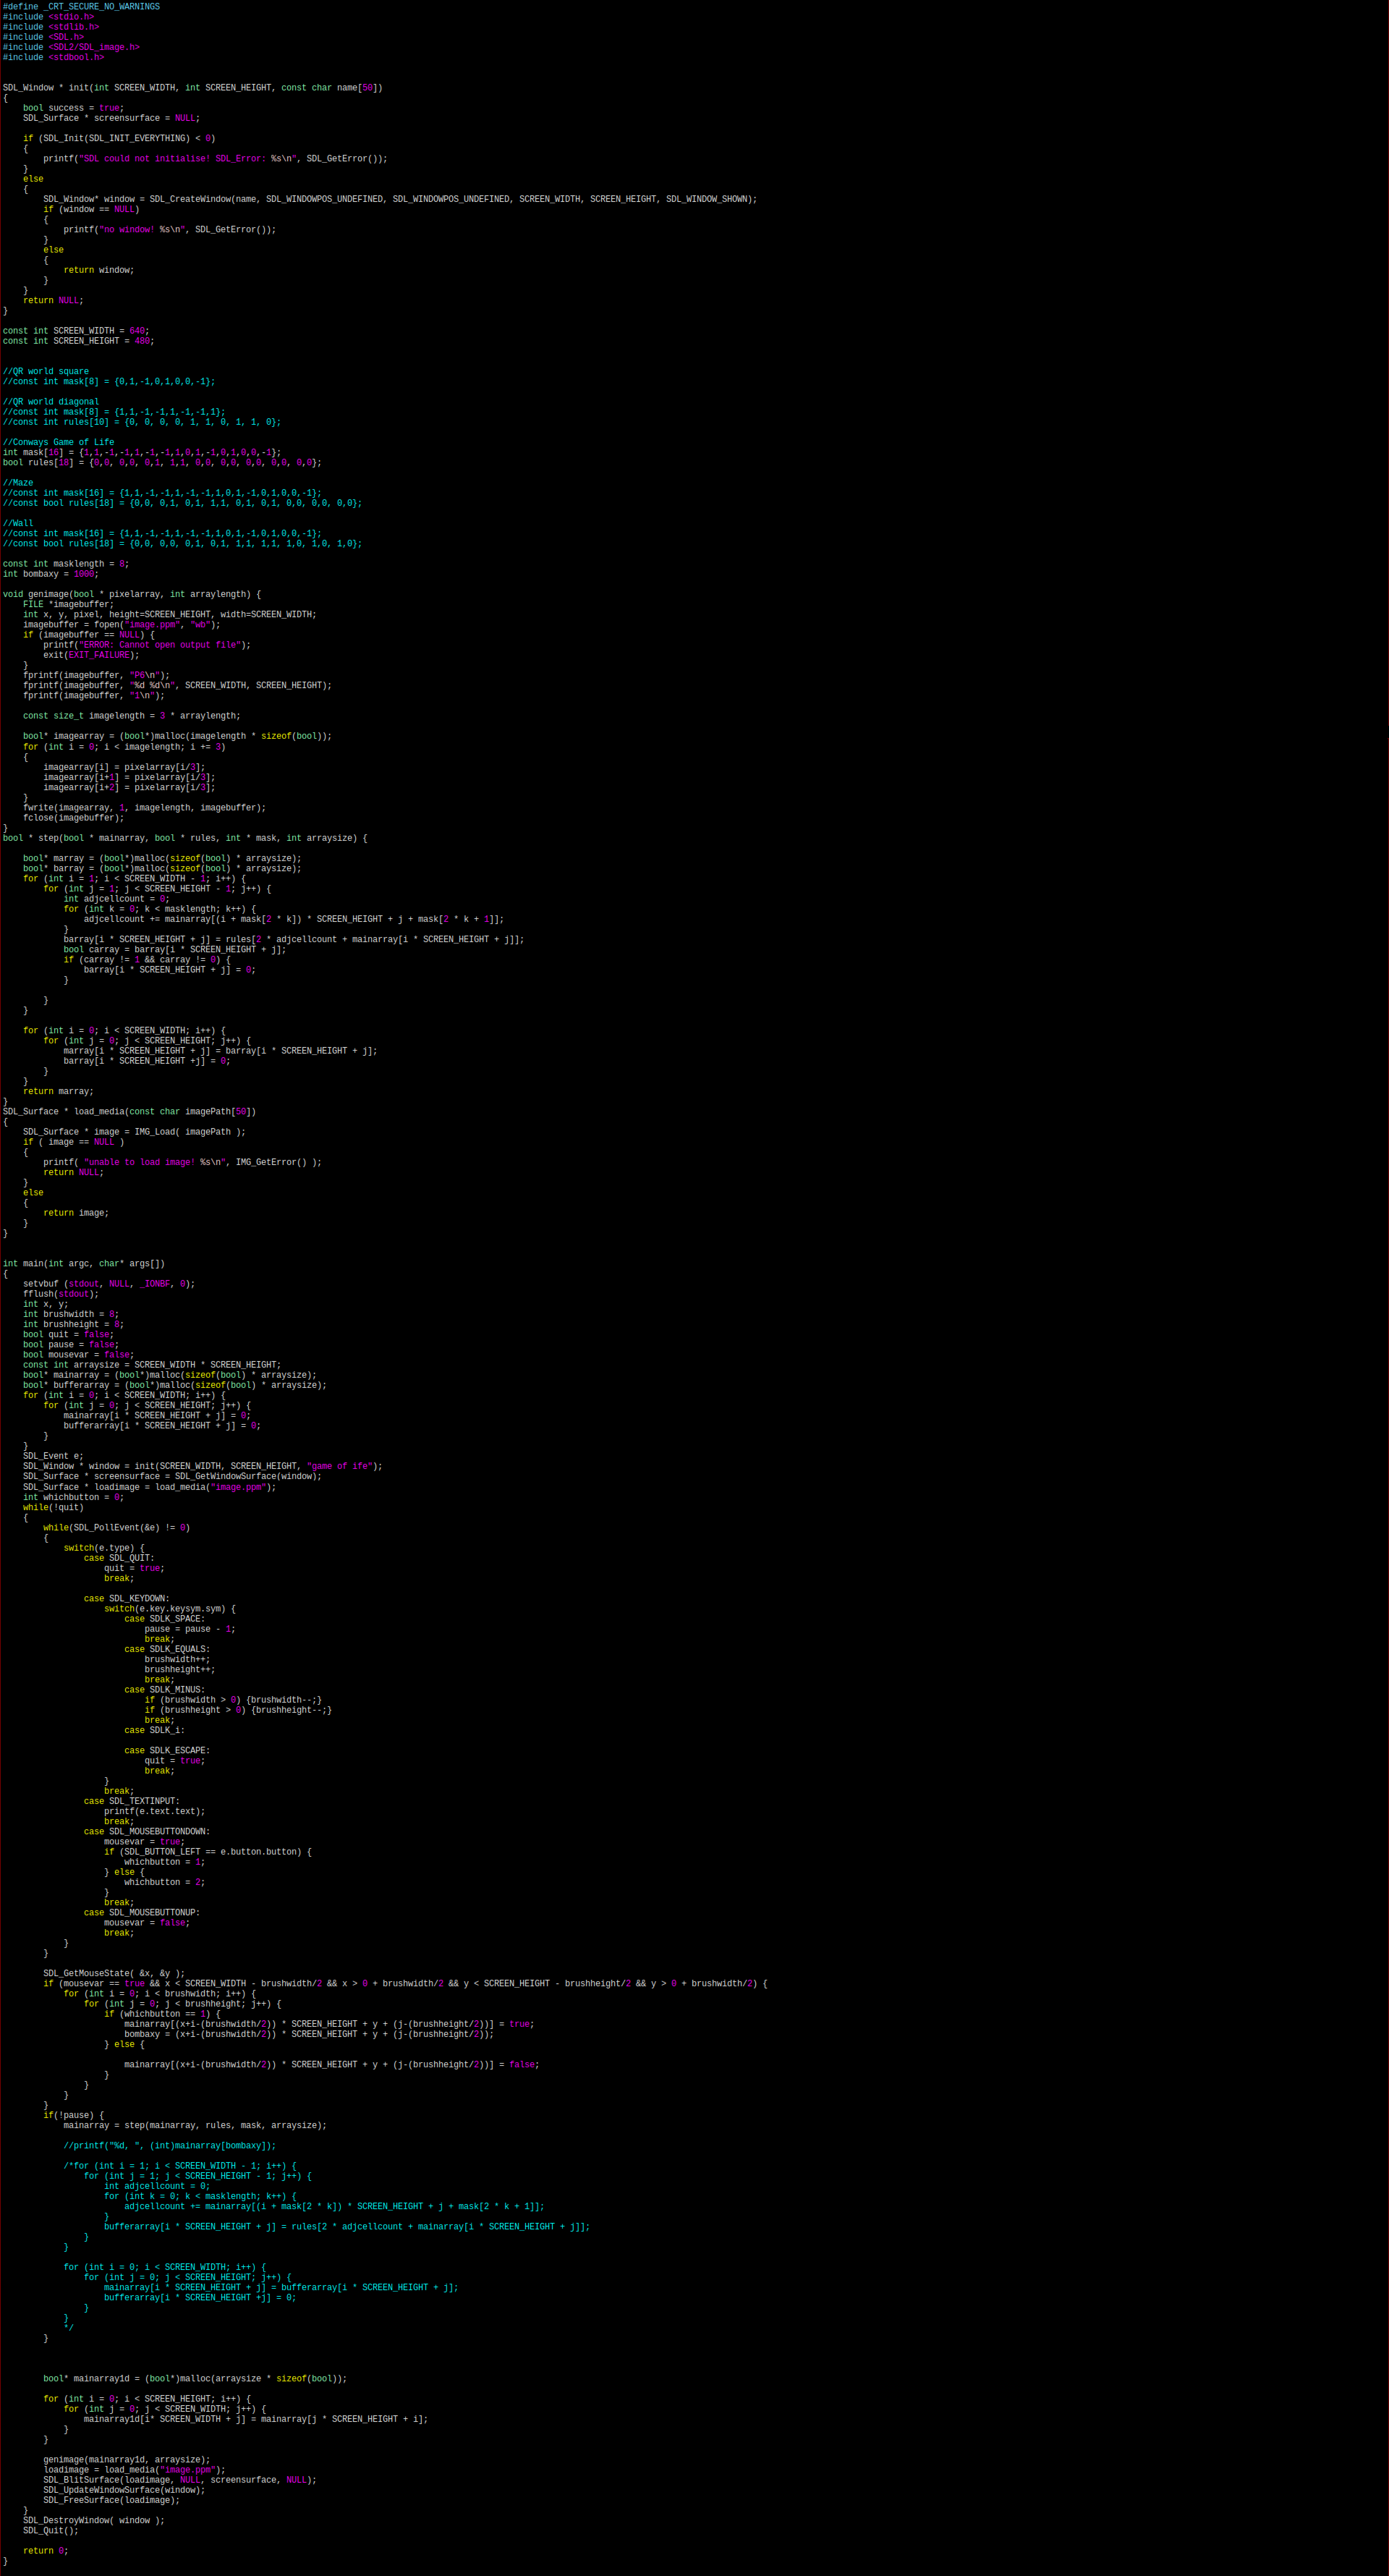 #define _CRT_SECURE_NO_WARNINGS
#include <stdio.h>
#include <stdlib.h>
#include <SDL.h>
#include <SDL2/SDL_image.h>
#include <stdbool.h>


SDL_Window * init(int SCREEN_WIDTH, int SCREEN_HEIGHT, const char name[50])
{
    bool success = true;
    SDL_Surface * screensurface = NULL;

    if (SDL_Init(SDL_INIT_EVERYTHING) < 0)
    {
        printf("SDL could not initialise! SDL_Error: %s\n", SDL_GetError());
    }
    else
    {
        SDL_Window* window = SDL_CreateWindow(name, SDL_WINDOWPOS_UNDEFINED, SDL_WINDOWPOS_UNDEFINED, SCREEN_WIDTH, SCREEN_HEIGHT, SDL_WINDOW_SHOWN);
        if (window == NULL)
        {
            printf("no window! %s\n", SDL_GetError());
        }
        else
        {
            return window;
        }
    }
    return NULL;
}

const int SCREEN_WIDTH = 640;
const int SCREEN_HEIGHT = 480;


//QR world square
//const int mask[8] = {0,1,-1,0,1,0,0,-1};

//QR world diagonal
//const int mask[8] = {1,1,-1,-1,1,-1,-1,1};
//const int rules[10] = {0, 0, 0, 0, 1, 1, 0, 1, 1, 0};

//Conways Game of Life
int mask[16] = {1,1,-1,-1,1,-1,-1,1,0,1,-1,0,1,0,0,-1};
bool rules[18] = {0,0, 0,0, 0,1, 1,1, 0,0, 0,0, 0,0, 0,0, 0,0};

//Maze
//const int mask[16] = {1,1,-1,-1,1,-1,-1,1,0,1,-1,0,1,0,0,-1};
//const bool rules[18] = {0,0, 0,1, 0,1, 1,1, 0,1, 0,1, 0,0, 0,0, 0,0};

//Wall
//const int mask[16] = {1,1,-1,-1,1,-1,-1,1,0,1,-1,0,1,0,0,-1};
//const bool rules[18] = {0,0, 0,0, 0,1, 0,1, 1,1, 1,1, 1,0, 1,0, 1,0};

const int masklength = 8;
int bombaxy = 1000;

void genimage(bool * pixelarray, int arraylength) {
    FILE *imagebuffer;
    int x, y, pixel, height=SCREEN_HEIGHT, width=SCREEN_WIDTH;
    imagebuffer = fopen("image.ppm", "wb");
    if (imagebuffer == NULL) {
        printf("ERROR: Cannot open output file");
        exit(EXIT_FAILURE);
    }
    fprintf(imagebuffer, "P6\n");
    fprintf(imagebuffer, "%d %d\n", SCREEN_WIDTH, SCREEN_HEIGHT);
    fprintf(imagebuffer, "1\n");

    const size_t imagelength = 3 * arraylength;

    bool* imagearray = (bool*)malloc(imagelength * sizeof(bool));
    for (int i = 0; i < imagelength; i += 3)
    {
        imagearray[i] = pixelarray[i/3];
        imagearray[i+1] = pixelarray[i/3];
        imagearray[i+2] = pixelarray[i/3];
    }
    fwrite(imagearray, 1, imagelength, imagebuffer);
    fclose(imagebuffer);
}
bool * step(bool * mainarray, bool * rules, int * mask, int arraysize) {

    bool* marray = (bool*)malloc(sizeof(bool) * arraysize);
    bool* barray = (bool*)malloc(sizeof(bool) * arraysize);
    for (int i = 1; i < SCREEN_WIDTH - 1; i++) {
        for (int j = 1; j < SCREEN_HEIGHT - 1; j++) {
            int adjcellcount = 0;
            for (int k = 0; k < masklength; k++) {
                adjcellcount += mainarray[(i + mask[2 * k]) * SCREEN_HEIGHT + j + mask[2 * k + 1]];
            }
            barray[i * SCREEN_HEIGHT + j] = rules[2 * adjcellcount + mainarray[i * SCREEN_HEIGHT + j]];
            bool carray = barray[i * SCREEN_HEIGHT + j];
            if (carray != 1 && carray != 0) {
                barray[i * SCREEN_HEIGHT + j] = 0;
            }

        }
    }

    for (int i = 0; i < SCREEN_WIDTH; i++) {
        for (int j = 0; j < SCREEN_HEIGHT; j++) {
            marray[i * SCREEN_HEIGHT + j] = barray[i * SCREEN_HEIGHT + j];
            barray[i * SCREEN_HEIGHT +j] = 0;
        }
    }
    return marray;
}
SDL_Surface * load_media(const char imagePath[50])
{
    SDL_Surface * image = IMG_Load( imagePath );
    if ( image == NULL )
    {
        printf( "unable to load image! %s\n", IMG_GetError() );
        return NULL;
    }
    else
    {
        return image;
    }
}


int main(int argc, char* args[])
{
    setvbuf (stdout, NULL, _IONBF, 0);
    fflush(stdout);
    int x, y;
    int brushwidth = 8;
    int brushheight = 8;
    bool quit = false;
    bool pause = false;
    bool mousevar = false;
    const int arraysize = SCREEN_WIDTH * SCREEN_HEIGHT;
    bool* mainarray = (bool*)malloc(sizeof(bool) * arraysize);
    bool* bufferarray = (bool*)malloc(sizeof(bool) * arraysize);
    for (int i = 0; i < SCREEN_WIDTH; i++) {
        for (int j = 0; j < SCREEN_HEIGHT; j++) {
            mainarray[i * SCREEN_HEIGHT + j] = 0;
            bufferarray[i * SCREEN_HEIGHT + j] = 0;
        }
    }
    SDL_Event e;
    SDL_Window * window = init(SCREEN_WIDTH, SCREEN_HEIGHT, "game of ife");
    SDL_Surface * screensurface = SDL_GetWindowSurface(window);
    SDL_Surface * loadimage = load_media("image.ppm");
    int whichbutton = 0;
    while(!quit)
    {
        while(SDL_PollEvent(&e) != 0)
        {
            switch(e.type) {
                case SDL_QUIT:
                    quit = true;
                    break;

                case SDL_KEYDOWN:
                    switch(e.key.keysym.sym) {
                        case SDLK_SPACE:
                            pause = pause - 1;
                            break;
                        case SDLK_EQUALS:
                            brushwidth++;
                            brushheight++;
                            break;
                        case SDLK_MINUS:
                            if (brushwidth > 0) {brushwidth--;}
                            if (brushheight > 0) {brushheight--;}
                            break;
                        case SDLK_i:

                        case SDLK_ESCAPE:
                            quit = true;
                            break;
                    }
                    break;
                case SDL_TEXTINPUT:
                    printf(e.text.text);
                    break;
                case SDL_MOUSEBUTTONDOWN:
                    mousevar = true;
                    if (SDL_BUTTON_LEFT == e.button.button) {
                        whichbutton = 1;
                    } else {
                        whichbutton = 2;
                    }
                    break;
                case SDL_MOUSEBUTTONUP:
                    mousevar = false;
                    break;
            }
        }

        SDL_GetMouseState( &x, &y );
        if (mousevar == true && x < SCREEN_WIDTH - brushwidth/2 && x > 0 + brushwidth/2 && y < SCREEN_HEIGHT - brushheight/2 && y > 0 + brushwidth/2) {
            for (int i = 0; i < brushwidth; i++) {
                for (int j = 0; j < brushheight; j++) {
                    if (whichbutton == 1) {
                        mainarray[(x+i-(brushwidth/2)) * SCREEN_HEIGHT + y + (j-(brushheight/2))] = true;
                        bombaxy = (x+i-(brushwidth/2)) * SCREEN_HEIGHT + y + (j-(brushheight/2));
                    } else {

                        mainarray[(x+i-(brushwidth/2)) * SCREEN_HEIGHT + y + (j-(brushheight/2))] = false;
                    }
                }
            }
        }
        if(!pause) {
            mainarray = step(mainarray, rules, mask, arraysize);

            //printf("%d, ", (int)mainarray[bombaxy]);

            /*for (int i = 1; i < SCREEN_WIDTH - 1; i++) {
                for (int j = 1; j < SCREEN_HEIGHT - 1; j++) {
                    int adjcellcount = 0;
                    for (int k = 0; k < masklength; k++) {
                        adjcellcount += mainarray[(i + mask[2 * k]) * SCREEN_HEIGHT + j + mask[2 * k + 1]];
                    }
                    bufferarray[i * SCREEN_HEIGHT + j] = rules[2 * adjcellcount + mainarray[i * SCREEN_HEIGHT + j]];
                }
            }

            for (int i = 0; i < SCREEN_WIDTH; i++) {
                for (int j = 0; j < SCREEN_HEIGHT; j++) {
                    mainarray[i * SCREEN_HEIGHT + j] = bufferarray[i * SCREEN_HEIGHT + j];
                    bufferarray[i * SCREEN_HEIGHT +j] = 0;
                }
            }
            */
        }



        bool* mainarray1d = (bool*)malloc(arraysize * sizeof(bool));

        for (int i = 0; i < SCREEN_HEIGHT; i++) {
            for (int j = 0; j < SCREEN_WIDTH; j++) {
                mainarray1d[i* SCREEN_WIDTH + j] = mainarray[j * SCREEN_HEIGHT + i];
            }
        }

        genimage(mainarray1d, arraysize);
        loadimage = load_media("image.ppm");
        SDL_BlitSurface(loadimage, NULL, screensurface, NULL);
        SDL_UpdateWindowSurface(window);
        SDL_FreeSurface(loadimage);
    }
    SDL_DestroyWindow( window );
    SDL_Quit();

    return 0;
}